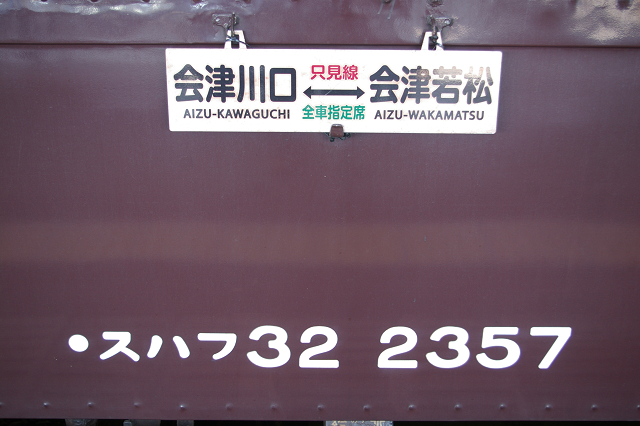 会津川口 只見線 ←→ 会津若松
AIZU-KAWAGUCHI 全車指定席 AIZU-WAKAMATSU
●スハフ32 2357